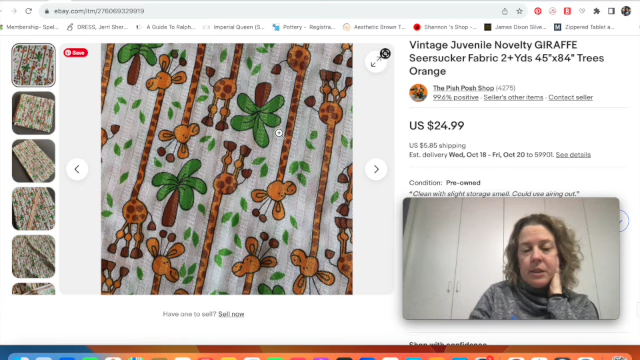 ebay.com/itm/276069329919
Membership- Spel...
DRESS, Jerri Sher...
A Guide To Ralph...
Imperial Queen (S...
Pottery - Registra...
Aesthetic Brown T...
Shannon 's Shop -...
James Dixon Silve...
Zippered Tablet a...
Save
Vintage Juvenile Novelty GIRAFFE
Seersucker Fabric 2+Yds 45"x84" Trees
Orange
The Pish Posh Shop (4275)
99.6% positive · Seller's other items · Contact seller
US $24.99
US $5.85 shipping
Est. delivery Wed, Oct 18 - Fri, Oct 20 to 59901. See details
Condition: Pre-owned
"Clean with slight storage smell. Could use airing out."
Have one to sell? Sell now
Shop with confidence